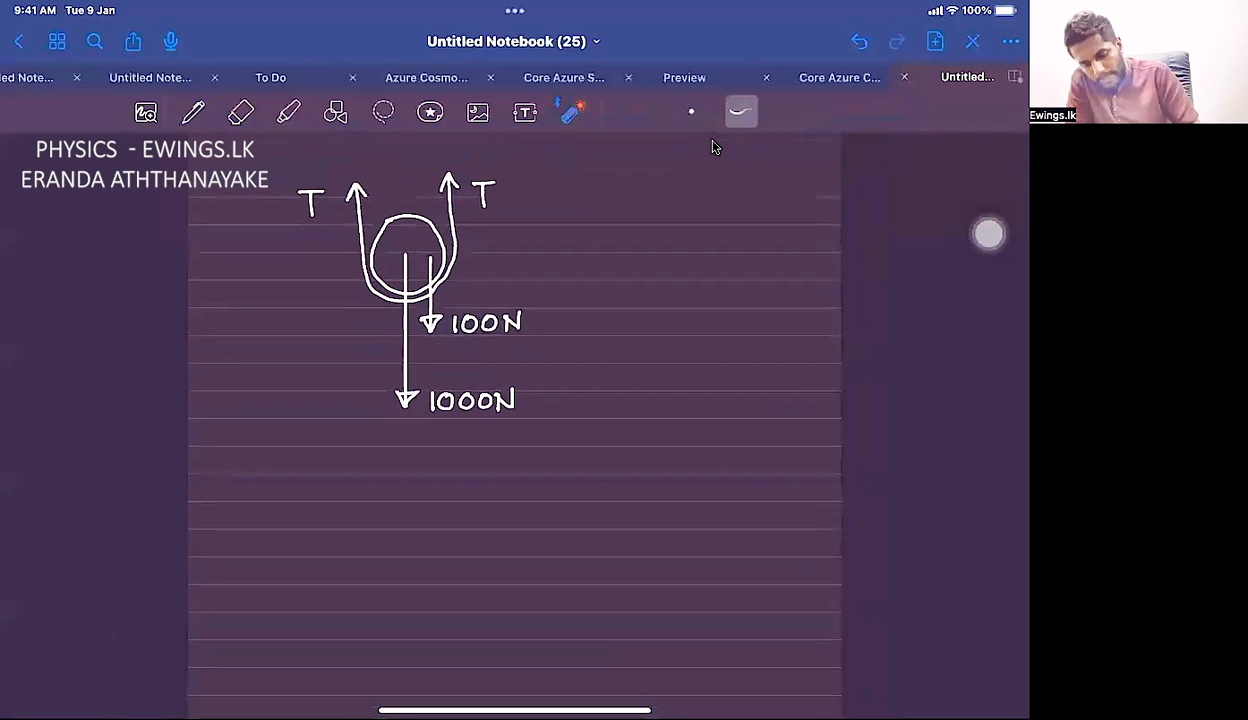 9:41 AM Tue 9 Jan
100%
Untitled Notebook (25)
led Note...
Untitled Note...
To Do
Azure Cosmo...
Core Azure S...
Preview
Core Azure C...
Untitled...
T
PHYSICS - EWINGS.LK
ERANDA ATHTHANAYAKE
Ewings.lk
T
T
100N
1000N